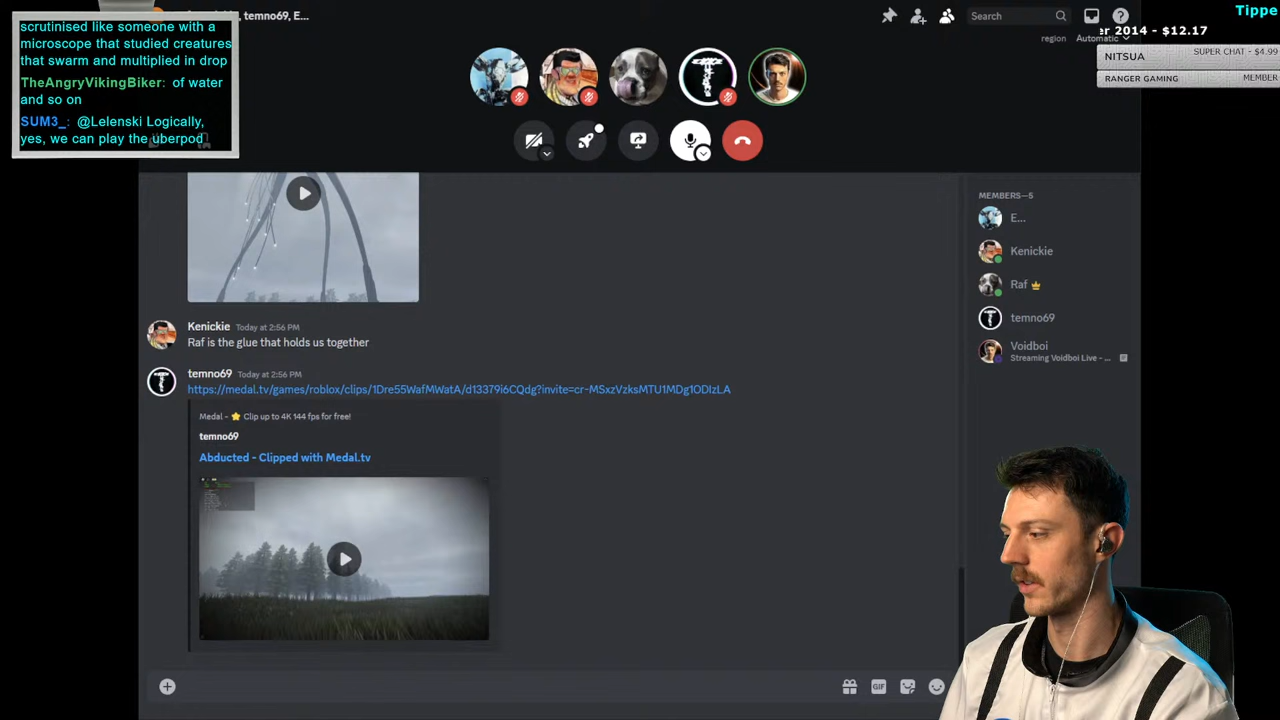 scrutinised like someone with a
microscope that studied creatures
that swarm and multiplied in drop
TheAngryVikingBiker: of water
and so on
SUM3_: @Lelenski Logically,
yes, we can play the uberpod
, temno69, E...
Search
region Automatic
Tippe
er 2014 - $12.17
NITSUA SUPER CHAT - $4.99
RANGER GAMING MEMBER
MEMBERS—5
E...
Kenickie
Raf
temno69
Voidboi
Streaming Voidboi Live - ...
Kenickie Today at 2:56 PM
Raf is the glue that holds us together
temno69 Today at 2:56 PM
https://medal.tv/games/roblox/clips/1Dre55WafMWatA/d13379i6CQdg?invite=cr-MSxzVzksMTU1MDg1ODIzLA
Medal - ⭐ Clip up to 4K 144 fps for free!
temno69
Abducted - Clipped with Medal.tv
GIF